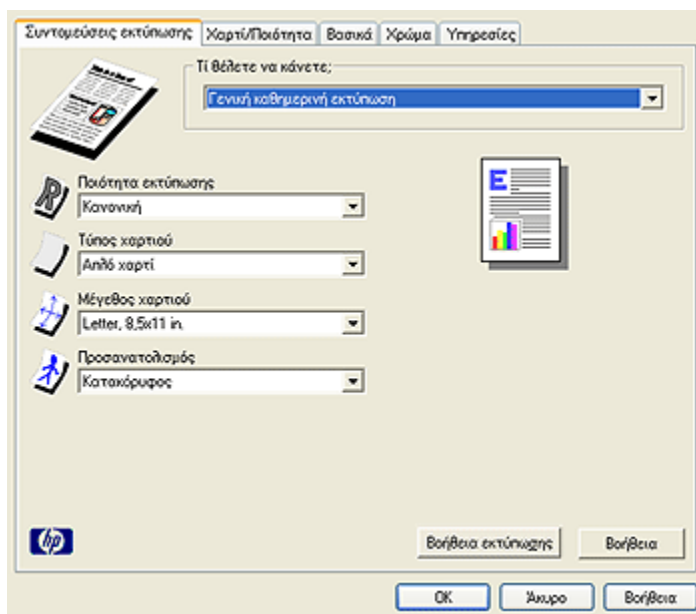 Συντομεύσεις εκτύπωσης Χαρτί/Ποιότητα Βασικά Χρώμα Υπηρεσίες
Τί θέλετε να κάνετε;
Γενική καθημερινή εκτύπωση
Ποιότητα εκτύπωσης
Κανονική
Τύπος χαρτιού
Απλό χαρτί
Μέγεθος χαρτιού
Letter, 8,5x11 in.
Προσανατολισμός
Κατακόρυφος
E
hp
Βοήθεια εκτύπωσης Βοήθεια
OK Άκυρο Βοήθεια